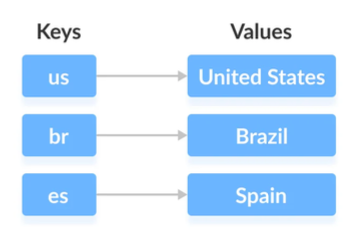 Keys Values
us United States
br Brazil
es Spain